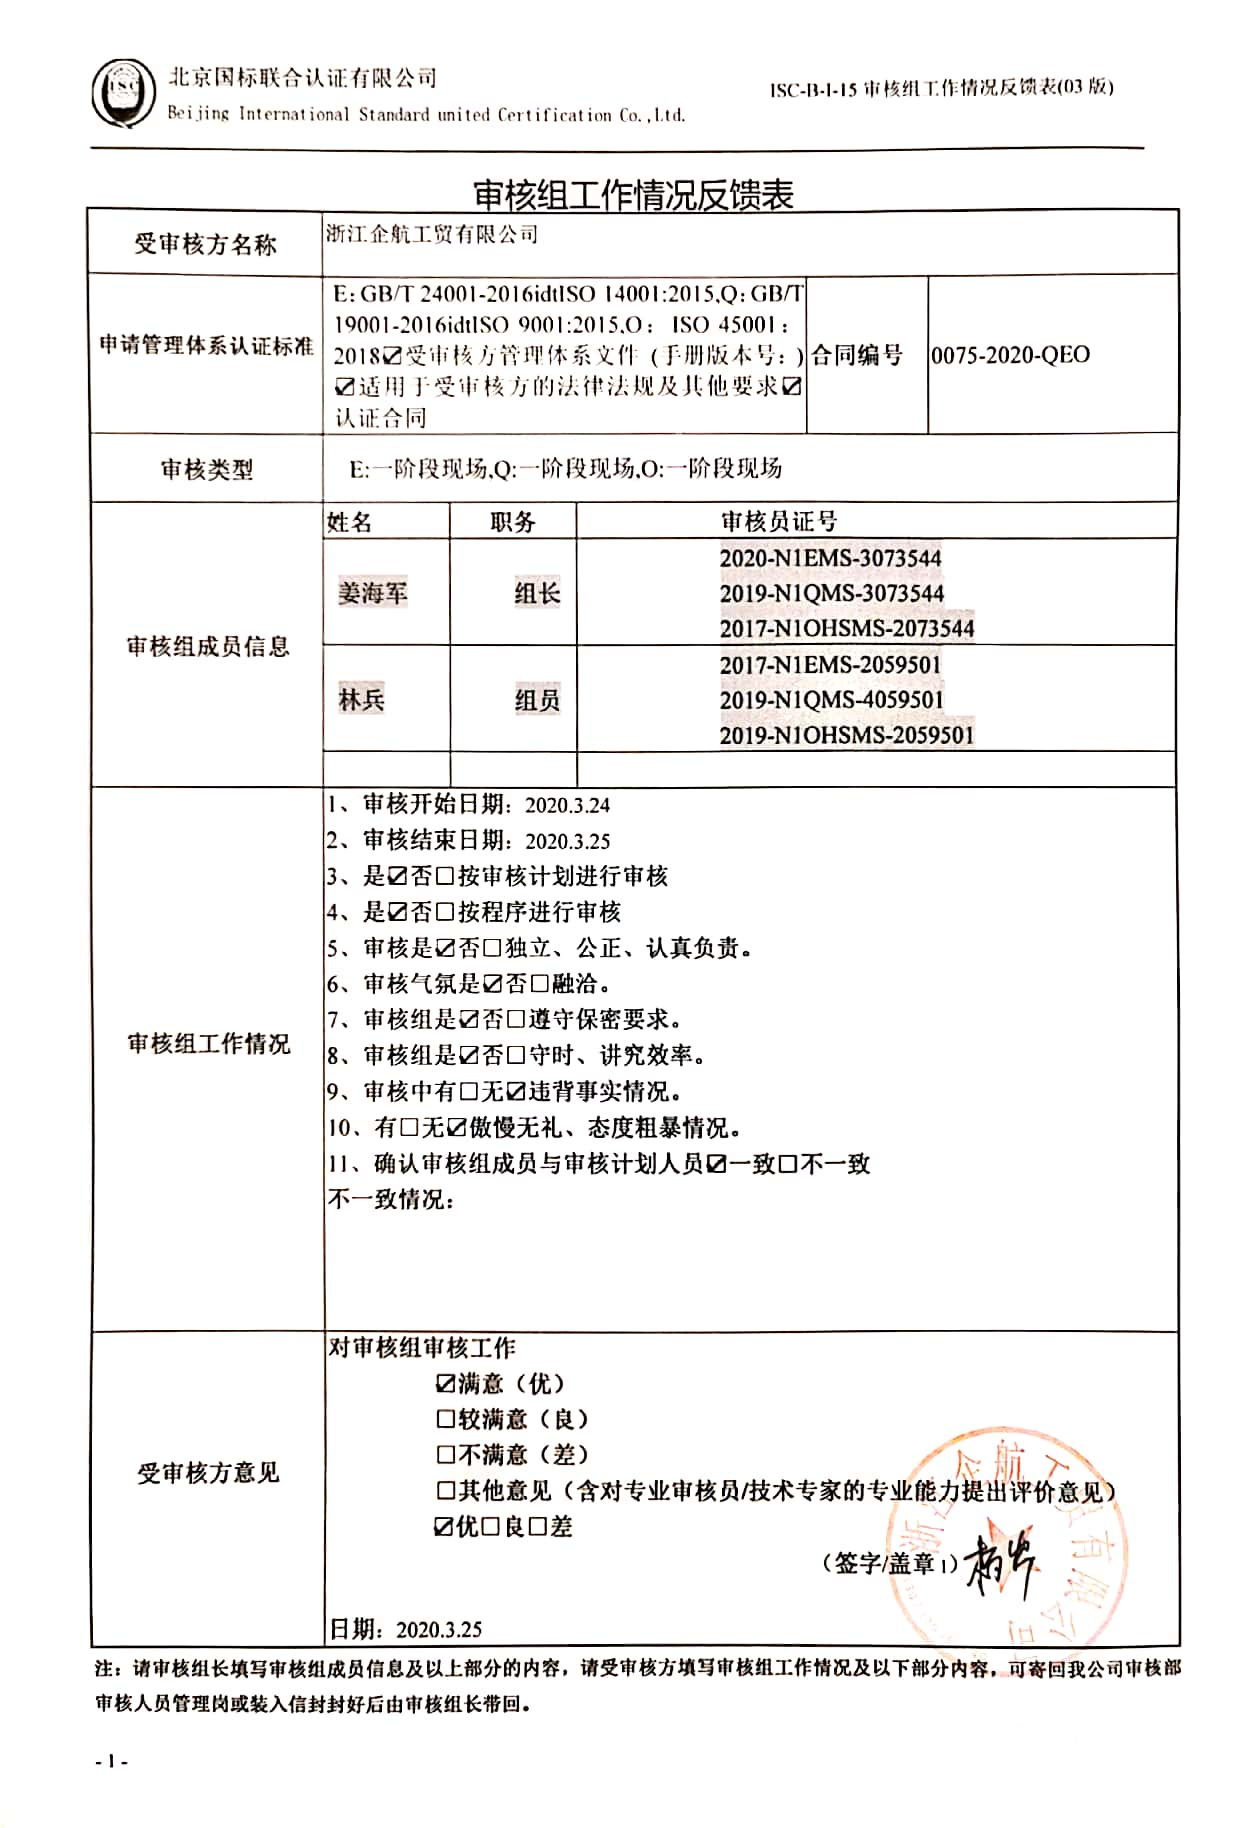 ISC
北京国标联合认证有限公司
Beijing International Standard united Certification Co.,Ltd.
ISC-B-I-15 审核组工作情况反馈表(03 版)
审核组工作情况反馈表
受审核方名称
浙江企航工贸有限公司
申请管理体系认证标准
E: GB/T 24001-2016idtISO 14001:2015,Q: GB/T
19001-2016idtISO 9001:2015,O: ISO 45001:
2018☑受审核方管理体系文件 (手册版本号: )
☑适用于受审核方的法律法规及其他要求☑
认证合同
合同编号
0075-2020-QEO
审核类型
E:一阶段现场,Q:一阶段现场,O:一阶段现场
审核组成员信息
姓名 职务 审核员证号
姜海军 组长
2020-N1EMS-3073544
2019-N1QMS-3073544
2017-N1OHSMS-2073544
林兵 组员
2017-N1EMS-2059501
2019-N1QMS-4059501
2019-N1OHSMS-2059501
审核组工作情况
1、审核开始日期：2020.3.24
2、审核结束日期：2020.3.25
3、是☑否☐按审核计划进行审核
4、是☑否☐按程序进行审核
5、审核是☑否☐独立、公正、认真负责。
6、审核气氛是☑否☐融洽。
7、审核组是☑否☐遵守保密要求。
8、审核组是☑否☐守时、讲究效率。
9、审核中有☐无☑违背事实情况。
10、有☐无☑傲慢无礼、态度粗暴情况。
11、确认审核组成员与审核计划人员☑一致☐不一致
不一致情况：
受审核方意见
对审核组审核工作
☑满意（优）
☐较满意（良）
☐不满意（差）
☐其他意见（含对专业审核员/技术专家的专业能力提出评价意见）
☑优☐良☐差
（签字/盖章1）
浙江企航工贸有限公司
日期：2020.3.25
注：请审核组长填写审核组成员信息及以上部分的内容，请受审核方填写审核组工作情况及以下部分内容，可寄回我公司审核部
审核人员管理岗或装入信封封好后由审核组长带回。
- 1 -